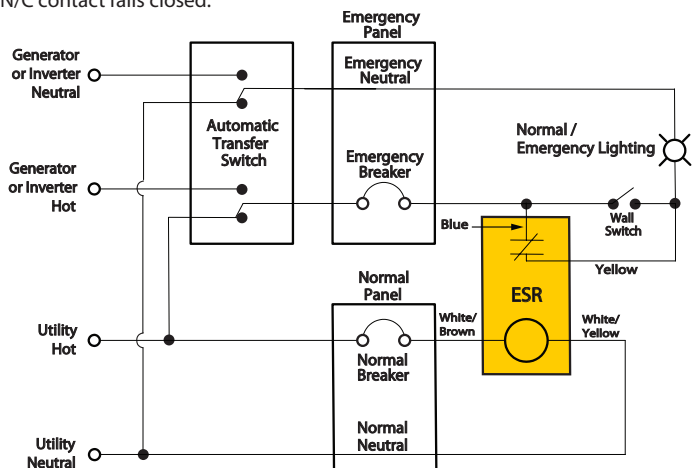 N/C contact fails closed.
Emergency
Panel
Generator
or Inverter
Neutral
Emergency
Neutral
Automatic
Transfer
Switch
Normal /
Emergency Lighting
Emergency
Breaker
Generator
or Inverter
Hot
Blue
Wall
Switch
Yellow
Normal
Panel
ESR
White/
Brown
White/
Yellow
Utility
Hot
Normal
Breaker
Normal
Neutral
Utility
Neutral